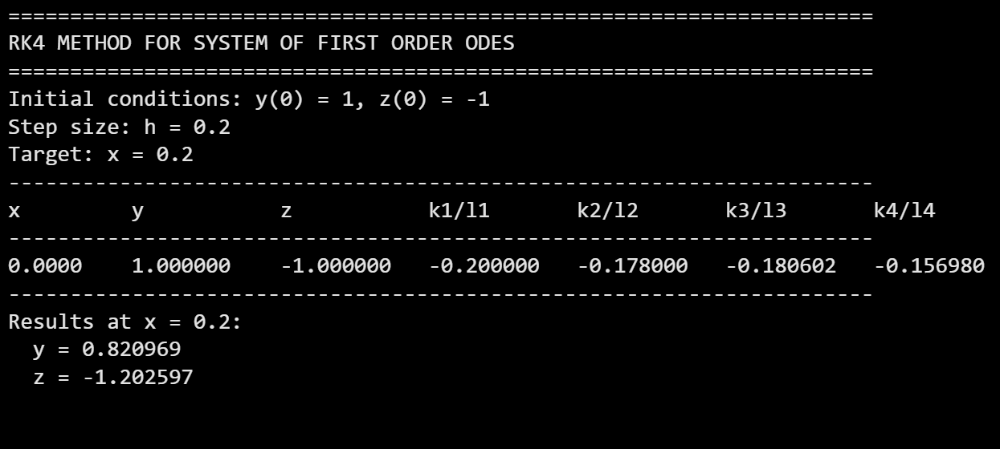 ======================================================================
RK4 METHOD FOR SYSTEM OF FIRST ORDER ODES
======================================================================
Initial conditions: y(0) = 1, z(0) = -1
Step size: h = 0.2
Target: x = 0.2
----------------------------------------------------------------------
x         y           z           k1/l1       k2/l2       k3/l3       k4/l4
----------------------------------------------------------------------
0.0000    1.000000    -1.000000   -0.200000   -0.178000   -0.180602   -0.156980
----------------------------------------------------------------------
Results at x = 0.2:
  y = 0.820969
  z = -1.202597